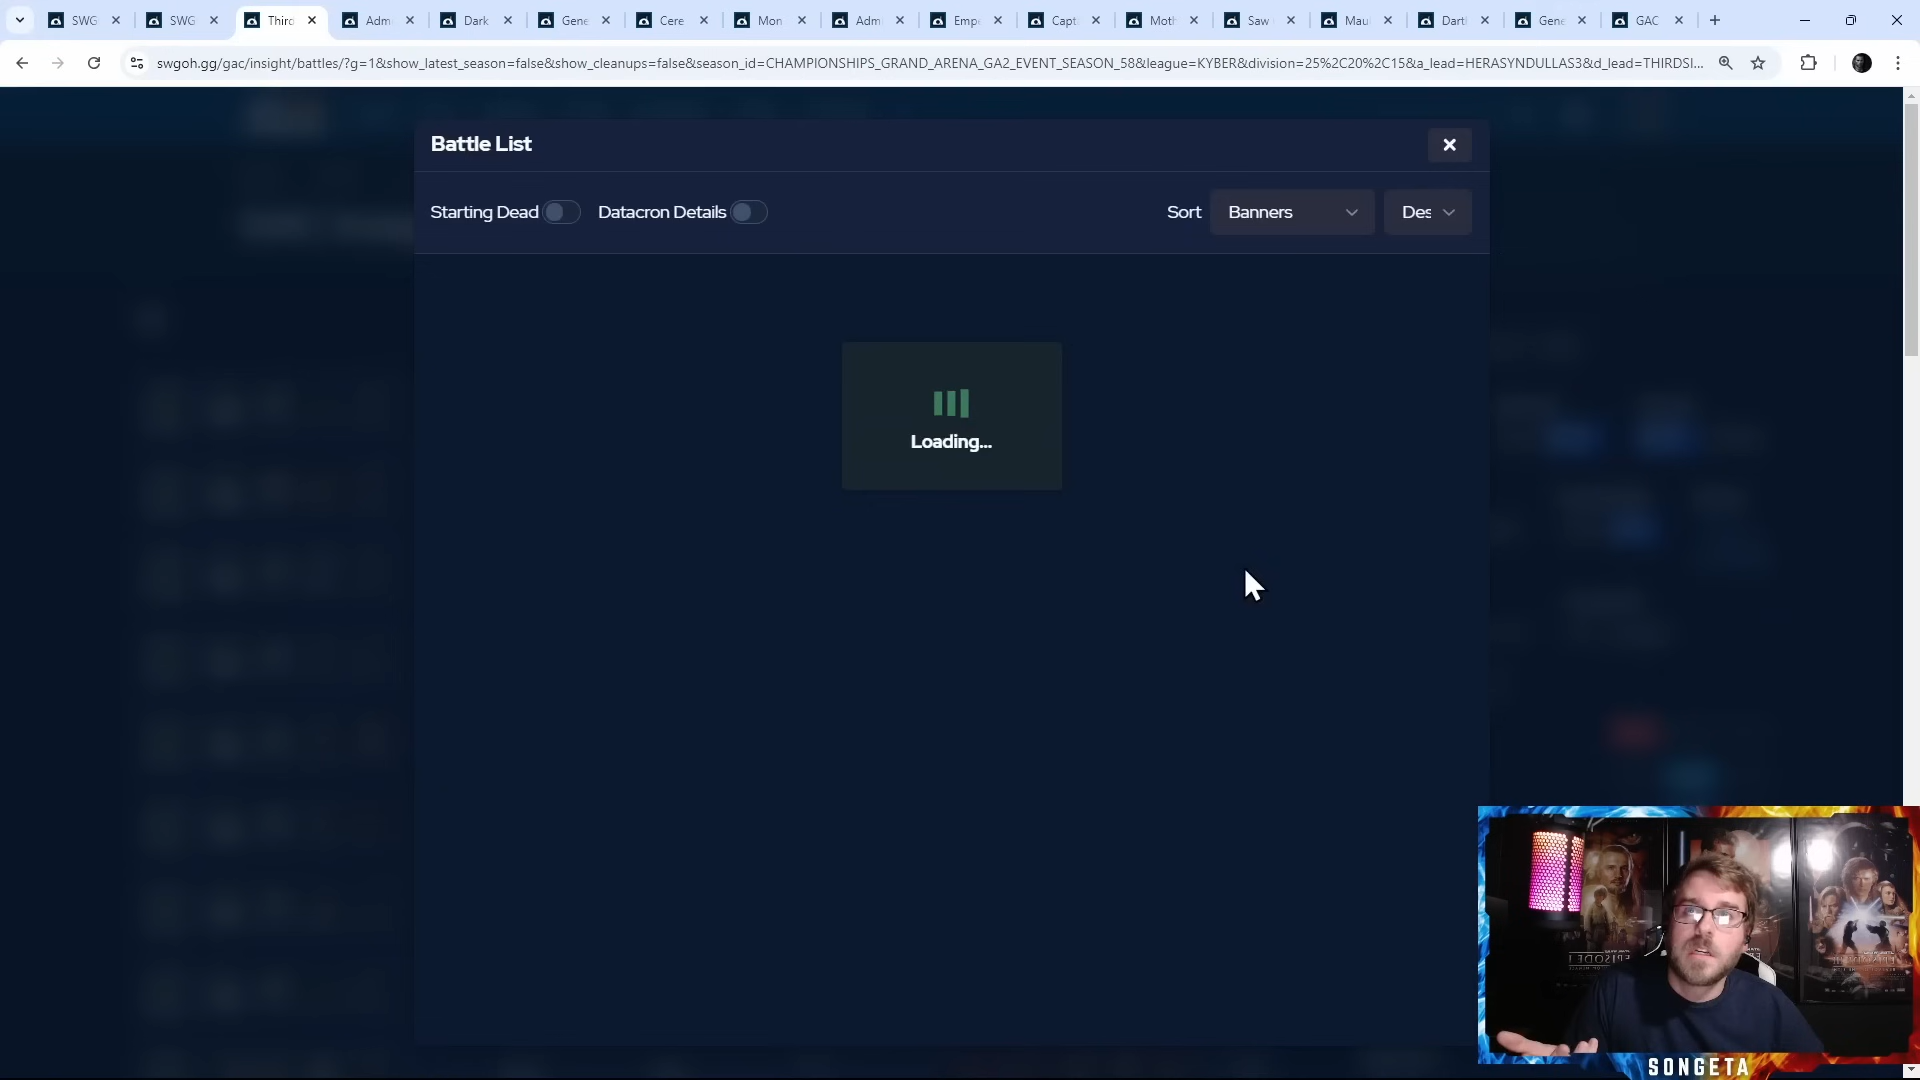 SWG
SWG
Third
Adm
Dark
Gene
Cere
Mon
Adm
Emp
Capt
Moth
Saw
Mau
Dart
Gene
GAC
swgoh.gg/gac/insight/battles/?g=1&show_latest_season=false&show_cleanups=false&season_id=CHAMPIONSHIPS_GRAND_ARENA_GA2_EVENT_SEASON_58&league=KYBER&division=25%2C20%2C15&a_lead=HERASYNDULLAS3&d_lead=THIRDSI...
Battle List
Starting Dead
Datacron Details
Sort
Banners
Des
Loading...
SONGETA